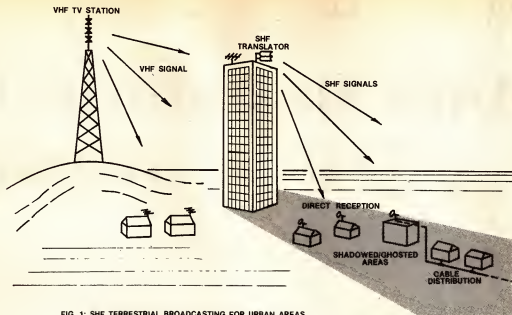 VHF TV STATION
SHF
TRANSLATOR
VHF SIGNAL
SHF SIGNALS
DIRECT RECEPTION
SHADOWED/GHOSTED
AREAS
CABLE
DISTRIBUTION
FIG. 1: SHF TERRESTRIAL BROADCASTING FOR URBAN AREAS